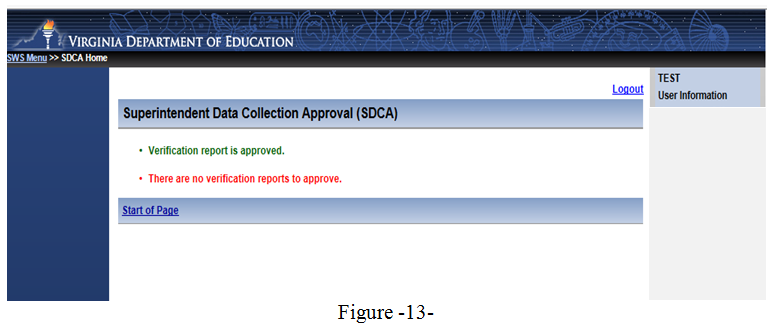 VIRGINIA DEPARTMENT OF EDUCATION
SWS Menu >> SDCA Home
TEST
User Information
Logout
Superintendent Data Collection Approval (SDCA)
• Verification report is approved.
• There are no verification reports to approve.
Start of Page
Figure -13-